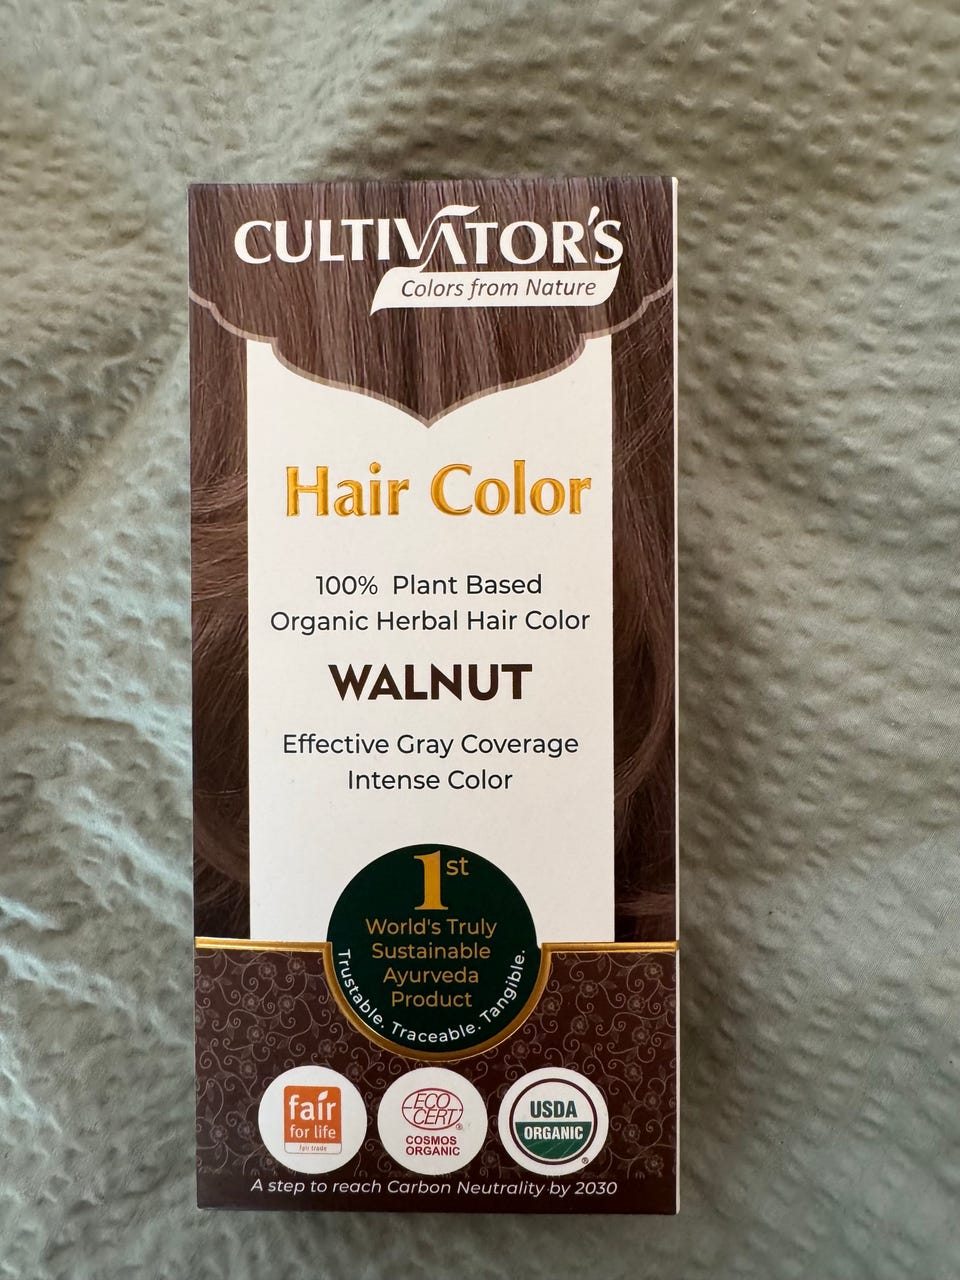 CULTIVATOR'S
Colors from Nature
Hair Color
100% Plant Based
Organic Herbal Hair Color
WALNUT
Effective Gray Coverage
Intense Color
1st
World's Truly
Sustainable
Ayurveda
Product
Trustable. Traceable. Tangible.
fair
for life
fair trade
ECO
CERT
®
COSMOS
ORGANIC
USDA
ORGANIC
®
A step to reach Carbon Neutrality by 2030